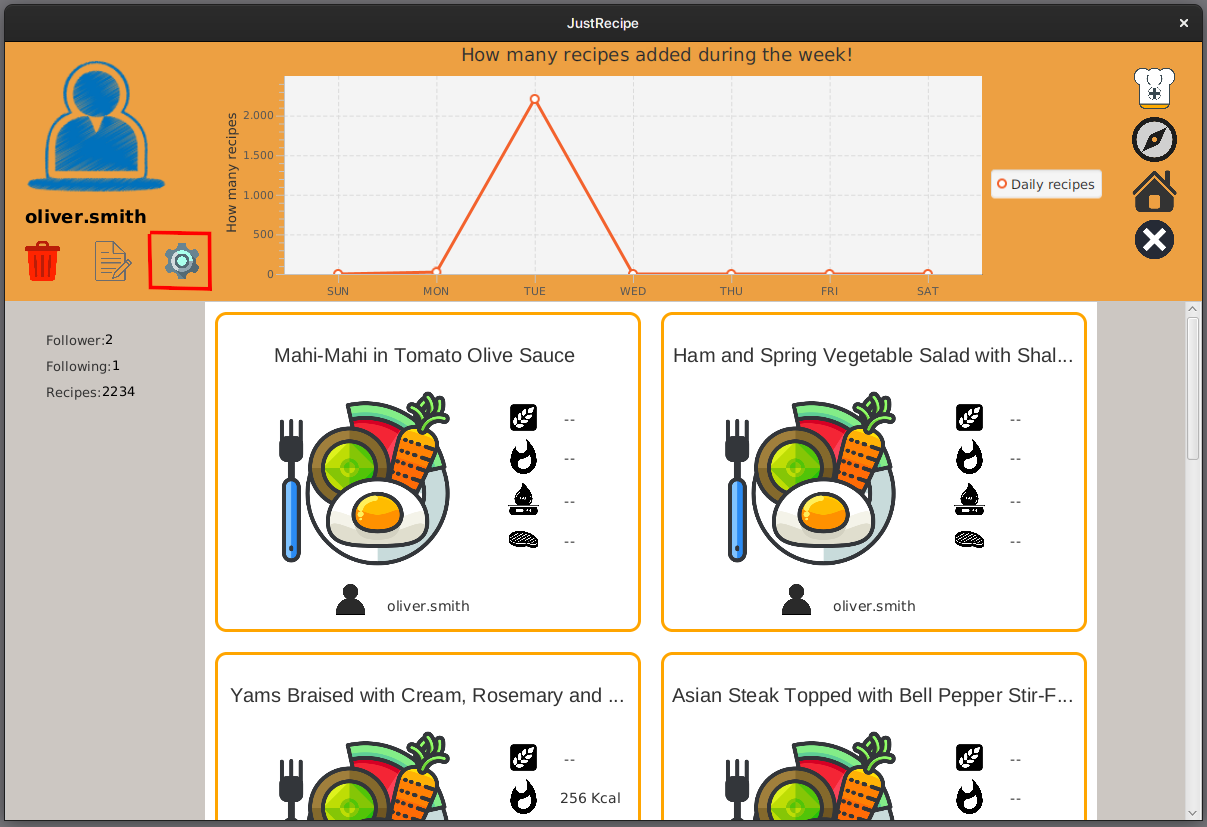 JustRecipe
How many recipes added during the week!
How many recipes
2.000
1.500
1.000
500
0
SUN MON TUE WED THU FRI SAT
Daily recipes
oliver.smith
Follower:2
Following:1
Recipes:2234
Mahi-Mahi in Tomato Olive Sauce
--
--
--
--
oliver.smith
Ham and Spring Vegetable Salad with Shal...
--
--
--
--
oliver.smith
Yams Braised with Cream, Rosemary and ...
--
256 Kcal
Asian Steak Topped with Bell Pepper Stir-F...
--
--